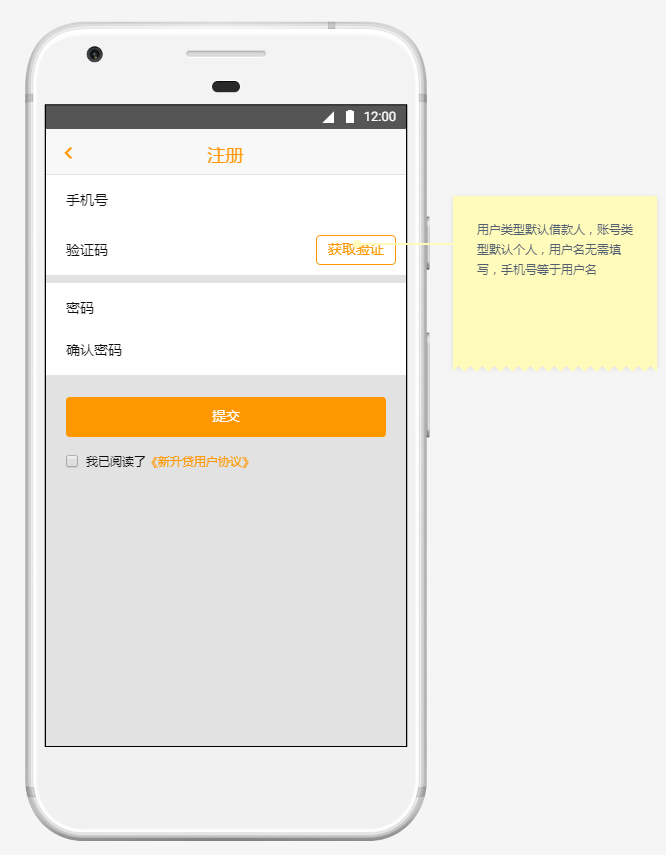 12:00
注册
手机号
验证码
获取验证
密码
确认密码
提交
我已阅读了《新升贷用户协议》
用户类型默认借款人，账号类
型默认个人，用户名无需填
写，手机号等于用户名